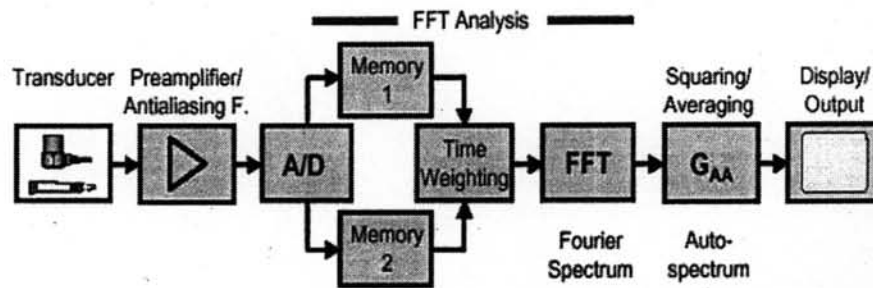 FFT Analysis
Transducer
Preamplifier/
Antialiasing F.
Memory
1
Squaring/
Averaging
Display/
Output
A/D
Time
Weighting
FFT
G_AA
Memory
2
Fourier
Spectrum
Auto-
spectrum